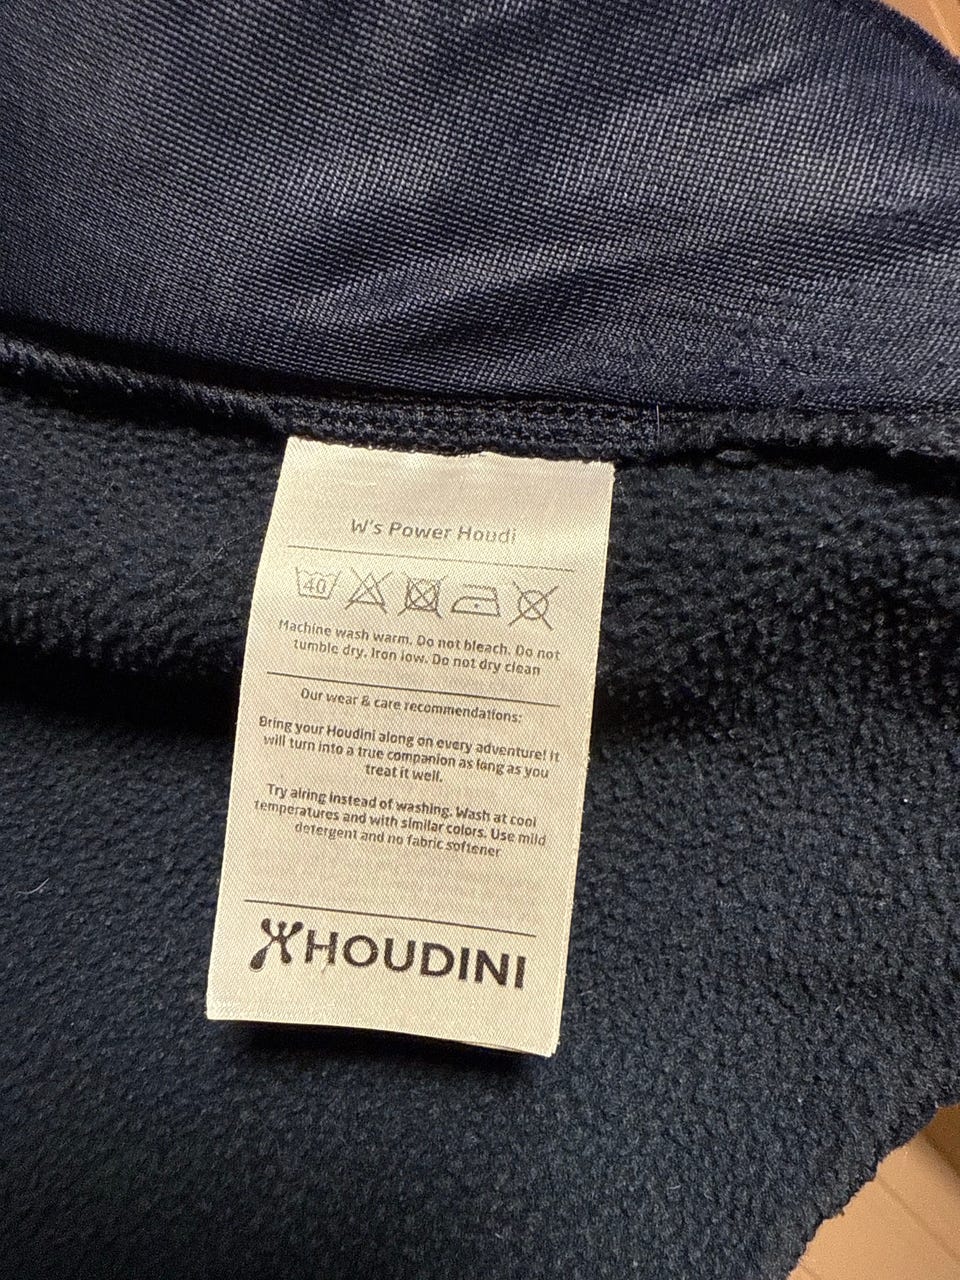 W's Power Houdi
40
Machine wash warm. Do not bleach. Do not
tumble dry. Iron low. Do not dry clean
Our wear & care recommendations:
Bring your Houdini along on every adventure! It
will turn into a true companion as long as you
treat it well.
Try airing instead of washing. Wash at cool
temperatures and with similar colors. Use mild
detergent and no fabric softener
HOUDINI